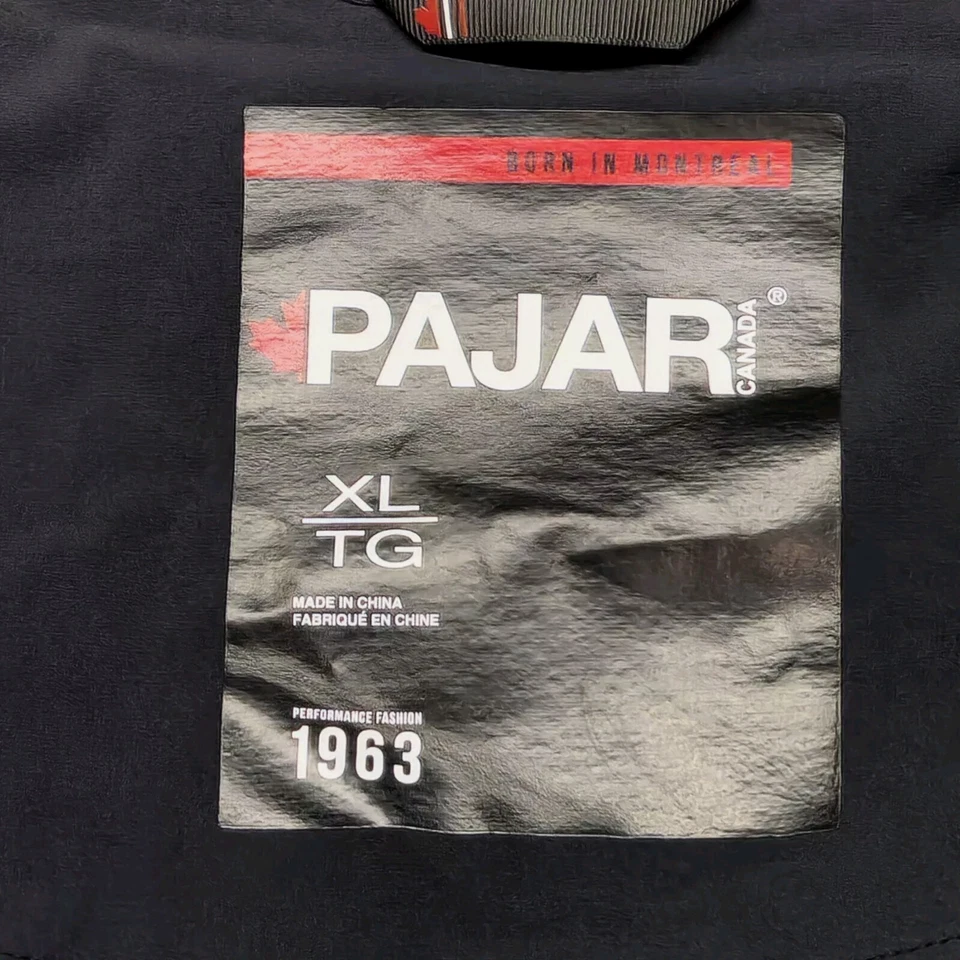 BORN IN MONTREAL
PAJAR CANADA ®
XL
TG
MADE IN CHINA
FABRIQUÉ EN CHINE
PERFORMANCE FASHION
1963